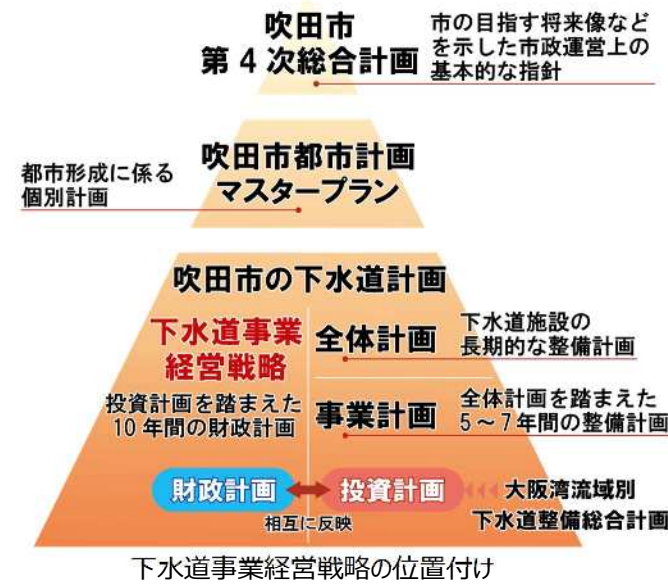 吹田市
第4次総合計画
市の目指す将来像など
を示した市政運営上の
基本的な指針
吹田市都市計画
マスタープラン
都市形成に係る
個別計画
吹田市の下水道計画
下水道事業
経営戦略
投資計画を踏まえた
10年間の財政計画
全体計画
下水道施設の
長期的な整備計画
事業計画
全体計画を踏まえた
5～7年間の整備計画
財政計画
投資計画
相互に反映
大阪湾流域別
下水道整備総合計画
下水道事業経営戦略の位置付け